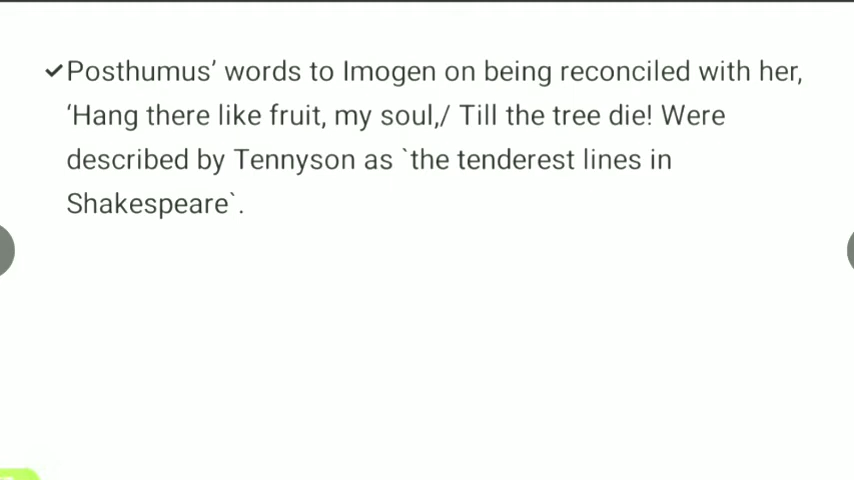 ✔Posthumus’ words to Imogen on being reconciled with her,
‘Hang there like fruit, my soul,/ Till the tree die! Were
described by Tennyson as `the tenderest lines in
Shakespeare`.